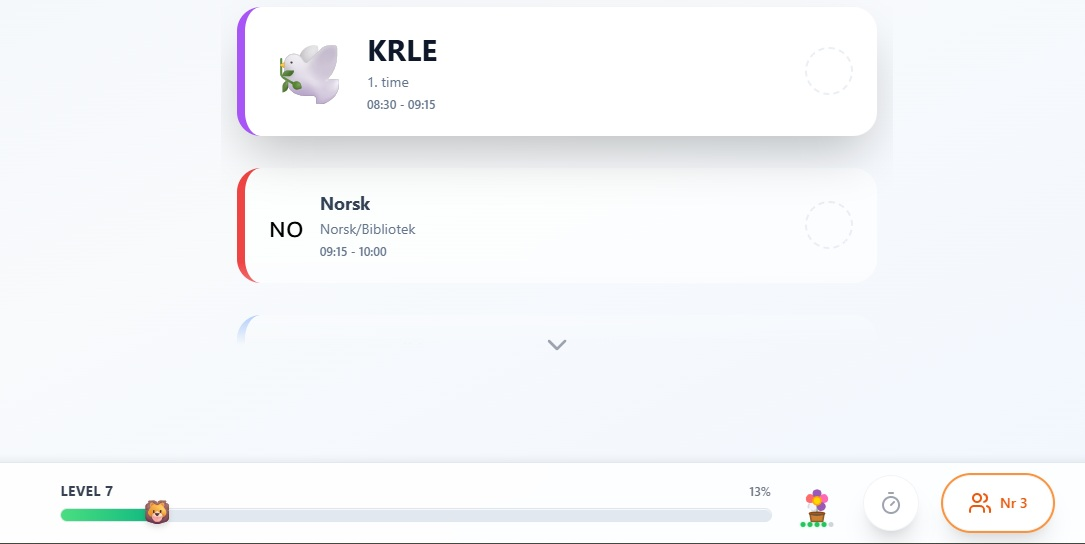 KRLE
1. time
08:30 - 09:15
NO
Norsk
Norsk/Bibliotek
09:15 - 10:00
LEVEL 7
13%
Nr 3